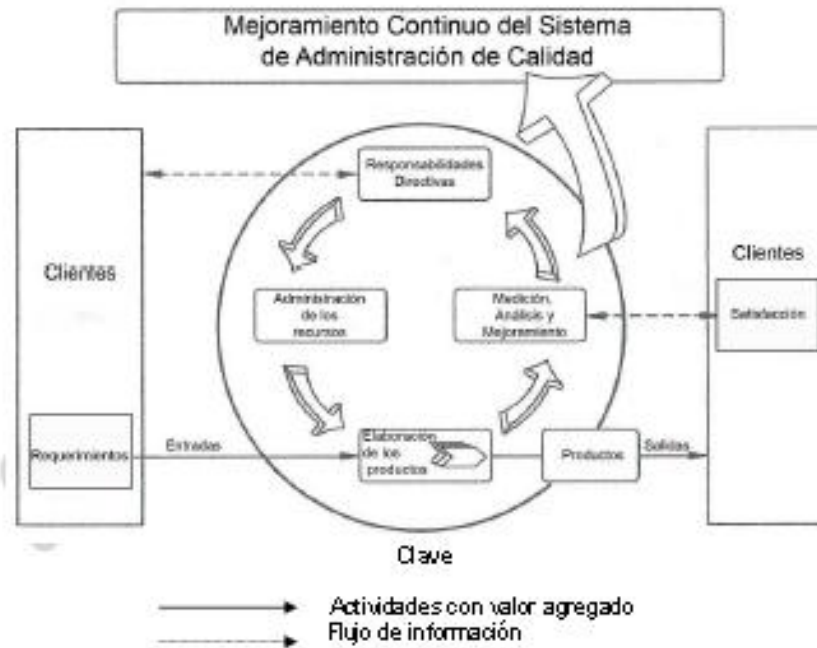 Mejoramiento Continuo del Sistema
de Administración de Calidad
Responsabilidades
Directivas
Clientes
Clientes
Administración
de los
recursos
Medición,
Análisis y
Mejoramiento
Satisfacción
Requerimientos
Entradas
Elaboración
de los
productos
Productos
Salidas
Clave
Actividades con valor agregado
Flujo de información